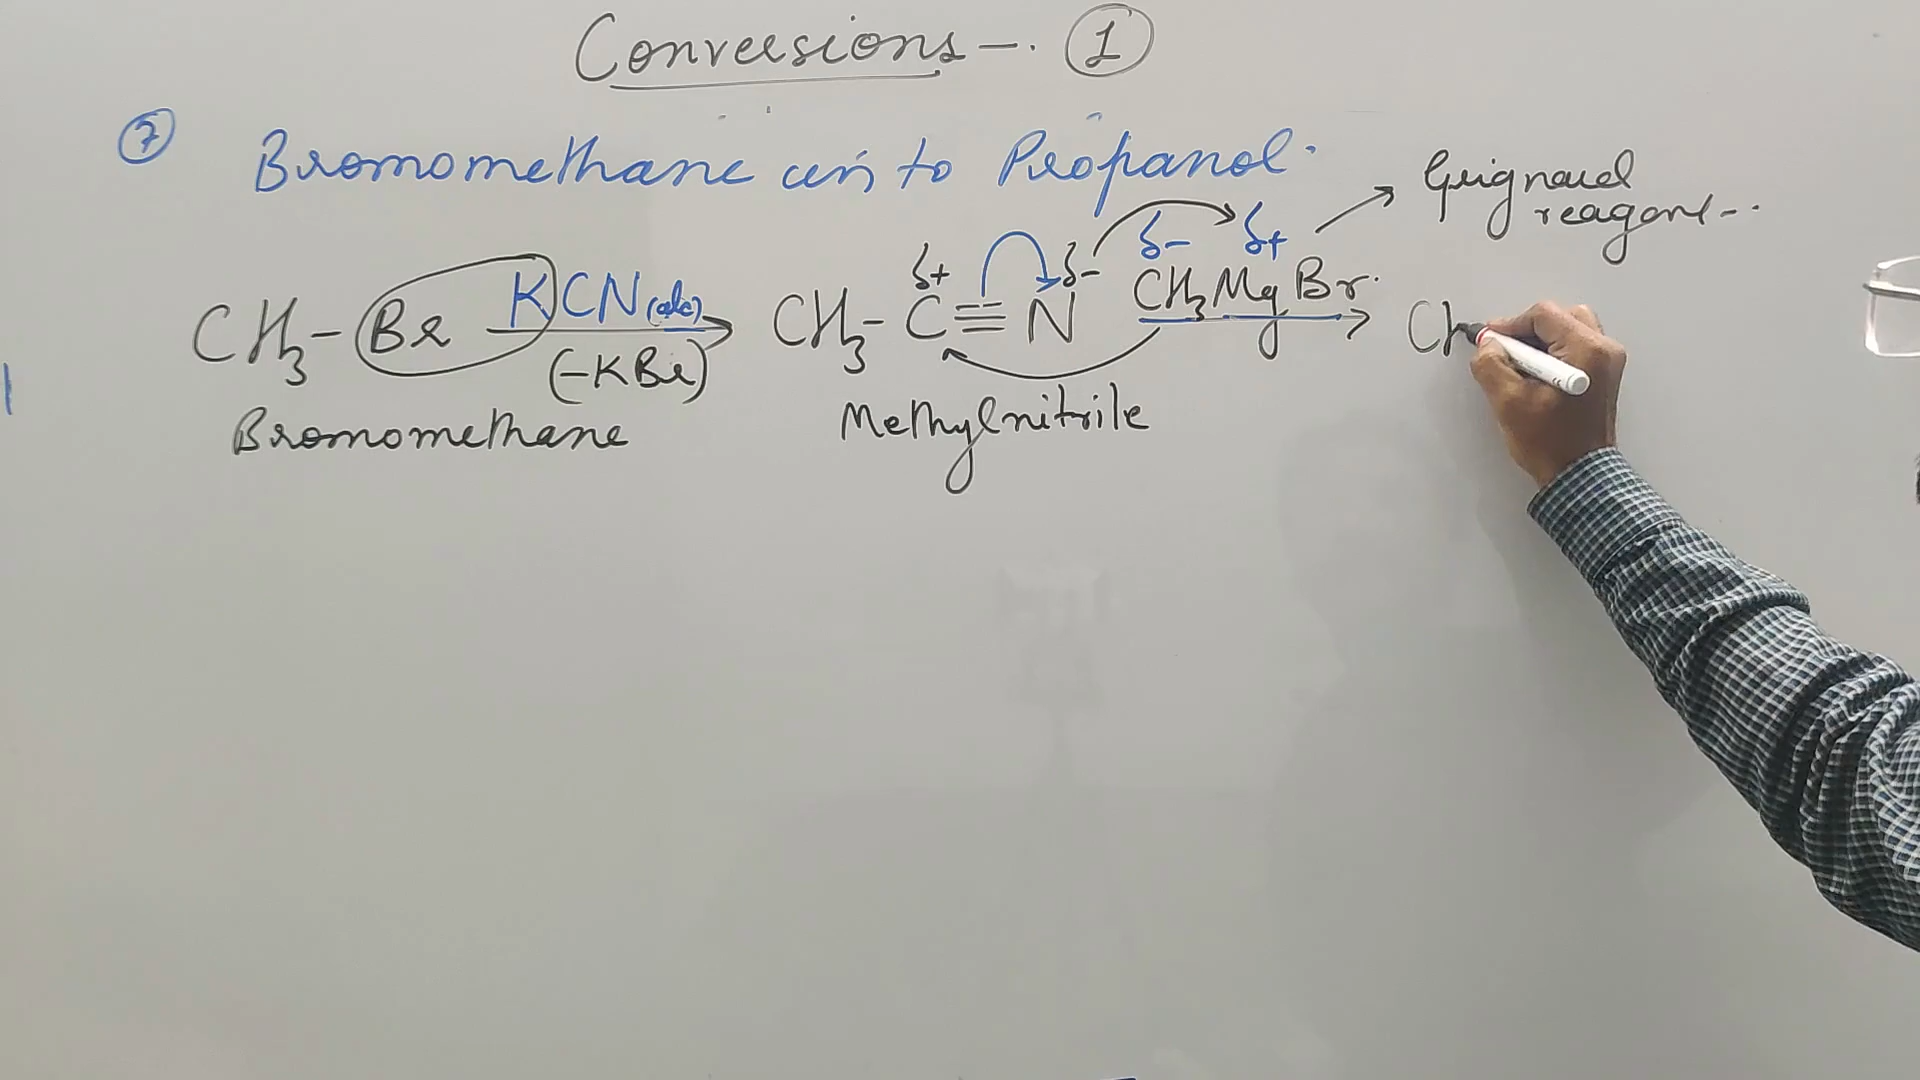 Conversions - . 1
7 Bromomethane in to Propanol.
Grignard
reagent - .
δ+ δ- δ- δ+
CH3-Br KCN(alc) CH3-C≡N CH3MgBr. CH
(-KBr)
Bromomethane Methylnitrile